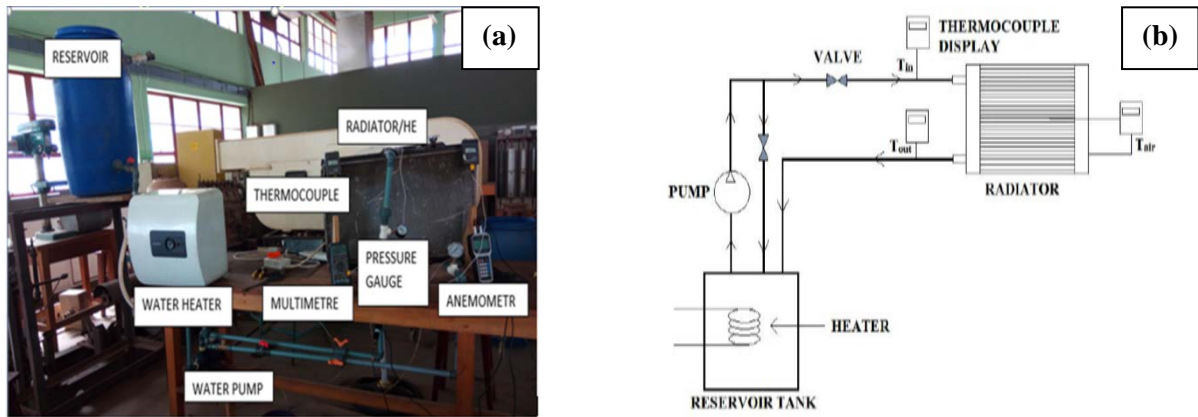 (a)
RESERVOIR
RADIATOR/HE
THERMOCOUPLE
PRESSURE
GAUGE
WATER HEATER
MULTIMETRE
ANEMOMETR
WATER PUMP
(b)
THERMOCOUPLE
DISPLAY
VALVE
Tin
Tout
Tair
PUMP
RADIATOR
HEATER
RESERVOIR TANK